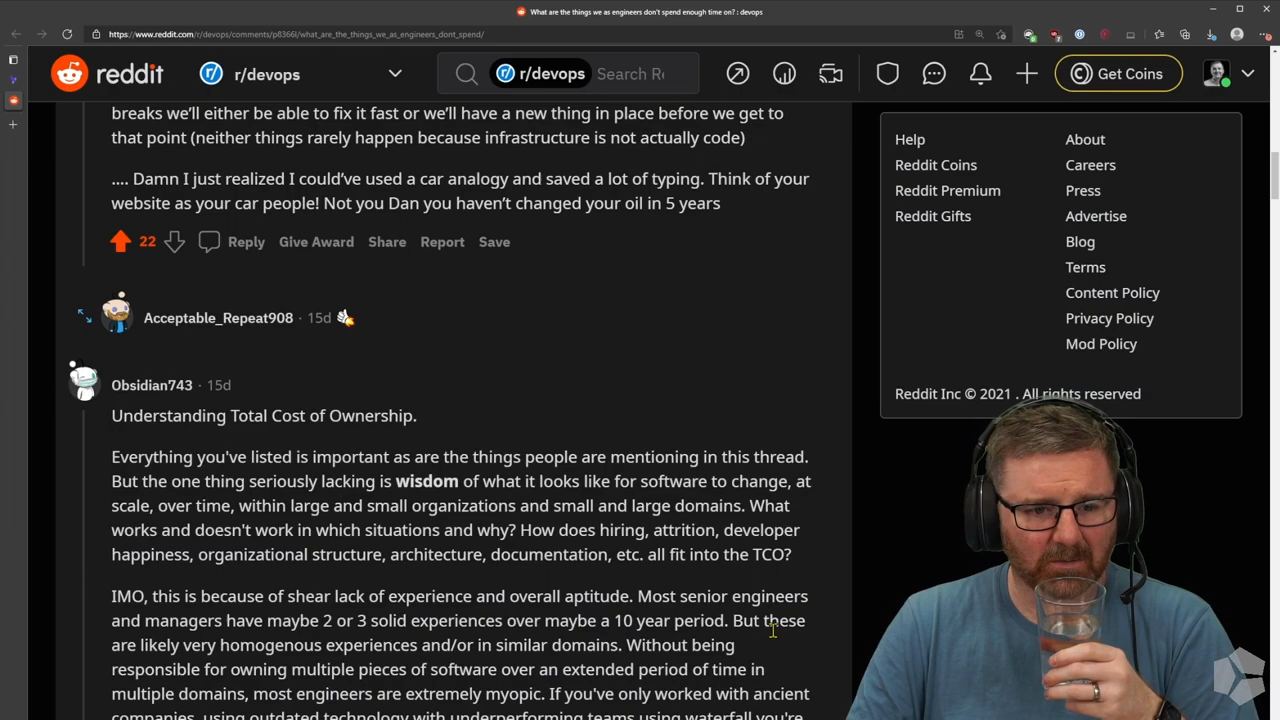 What are the things we as engineers don't spend enough time on? : devops
https://www.reddit.com/r/devops/comments/p8366l/what_are_the_things_we_as_engineers_dont_spend/
reddit
r/devops
r/devops
Search Re
Get Coins
breaks we'll either be able to fix it fast or we'll have a new thing in place before we get to
that point (neither things rarely happen because infrastructure is not actually code)
.... Damn I just realized I could've used a car analogy and saved a lot of typing. Think of your
website as your car people! Not you Dan you haven't changed your oil in 5 years
22 Reply Give Award Share Report Save
Acceptable_Repeat908 · 15d
Obsidian743 · 15d
Understanding Total Cost of Ownership.
Everything you've listed is important as are the things people are mentioning in this thread.
But the one thing seriously lacking is wisdom of what it looks like for software to change, at
scale, over time, within large and small organizations and small and large domains. What
works and doesn't work in which situations and why? How does hiring, attrition, developer
happiness, organizational structure, architecture, documentation, etc. all fit into the TCO?
IMO, this is because of shear lack of experience and overall aptitude. Most senior engineers
and managers have maybe 2 or 3 solid experiences over maybe a 10 year period. But these
are likely very homogenous experiences and/or in similar domains. Without being
responsible for owning multiple pieces of software over an extended period of time in
multiple domains, most engineers are extremely myopic. If you've only worked with ancient
companies, using outdated technology with underperforming teams using waterfall you're
Help
Reddit Coins
Reddit Premium
Reddit Gifts
About
Careers
Press
Advertise
Blog
Terms
Content Policy
Privacy Policy
Mod Policy
Reddit Inc © 2021 . All rights reserved